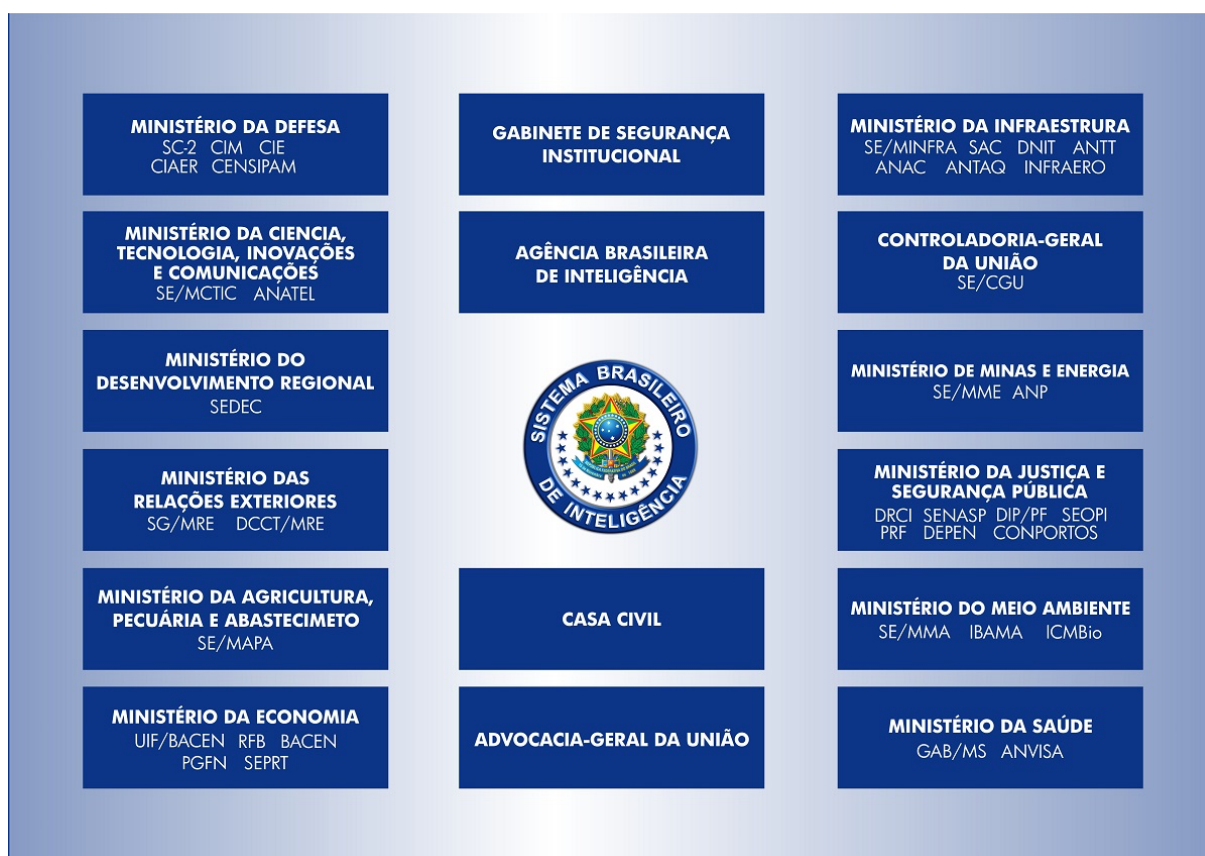 MINISTÉRIO DA DEFESA
SC-2 CIM CIE
CIAER CENSIPAM
MINISTÉRIO DA CIENCIA,
TECNOLOGIA, INOVAÇÕES
E COMUNICAÇÕES
SE/MCTIC ANATEL
MINISTÉRIO DO
DESENVOLVIMENTO REGIONAL
SEDEC
MINISTÉRIO DAS
RELAÇÕES EXTERIORES
SG/MRE DCCT/MRE
MINISTÉRIO DA AGRICULTURA,
PECUÁRIA E ABASTECIMETO
SE/MAPA
MINISTÉRIO DA ECONOMIA
UIF/BACEN RFB BACEN
PGFN SEPRT
GABINETE DE SEGURANÇA
INSTITUCIONAL
AGÊNCIA BRASILEIRA
DE INTELIGÊNCIA
SISTEMA BRASILEIRO
DE INTELIGÊNCIA
CASA CIVIL
ADVOCACIA-GERAL DA UNIÃO
MINISTÉRIO DA INFRAESTRURA
SE/MINFRA SAC DNIT ANTT
ANAC ANTAQ INFRAERO
CONTROLADORIA-GERAL
DA UNIÃO
SE/CGU
MINISTÉRIO DE MINAS E ENERGIA
SE/MME ANP
MINISTÉRIO DA JUSTIÇA E
SEGURANÇA PÚBLICA
DRCI SENASP DIP/PF SEOPI
PRF DEPEN CONPORTOS
MINISTÉRIO DO MEIO AMBIENTE
SE/MMA IBAMA ICMBio
MINISTÉRIO DA SAÚDE
GAB/MS ANVISA